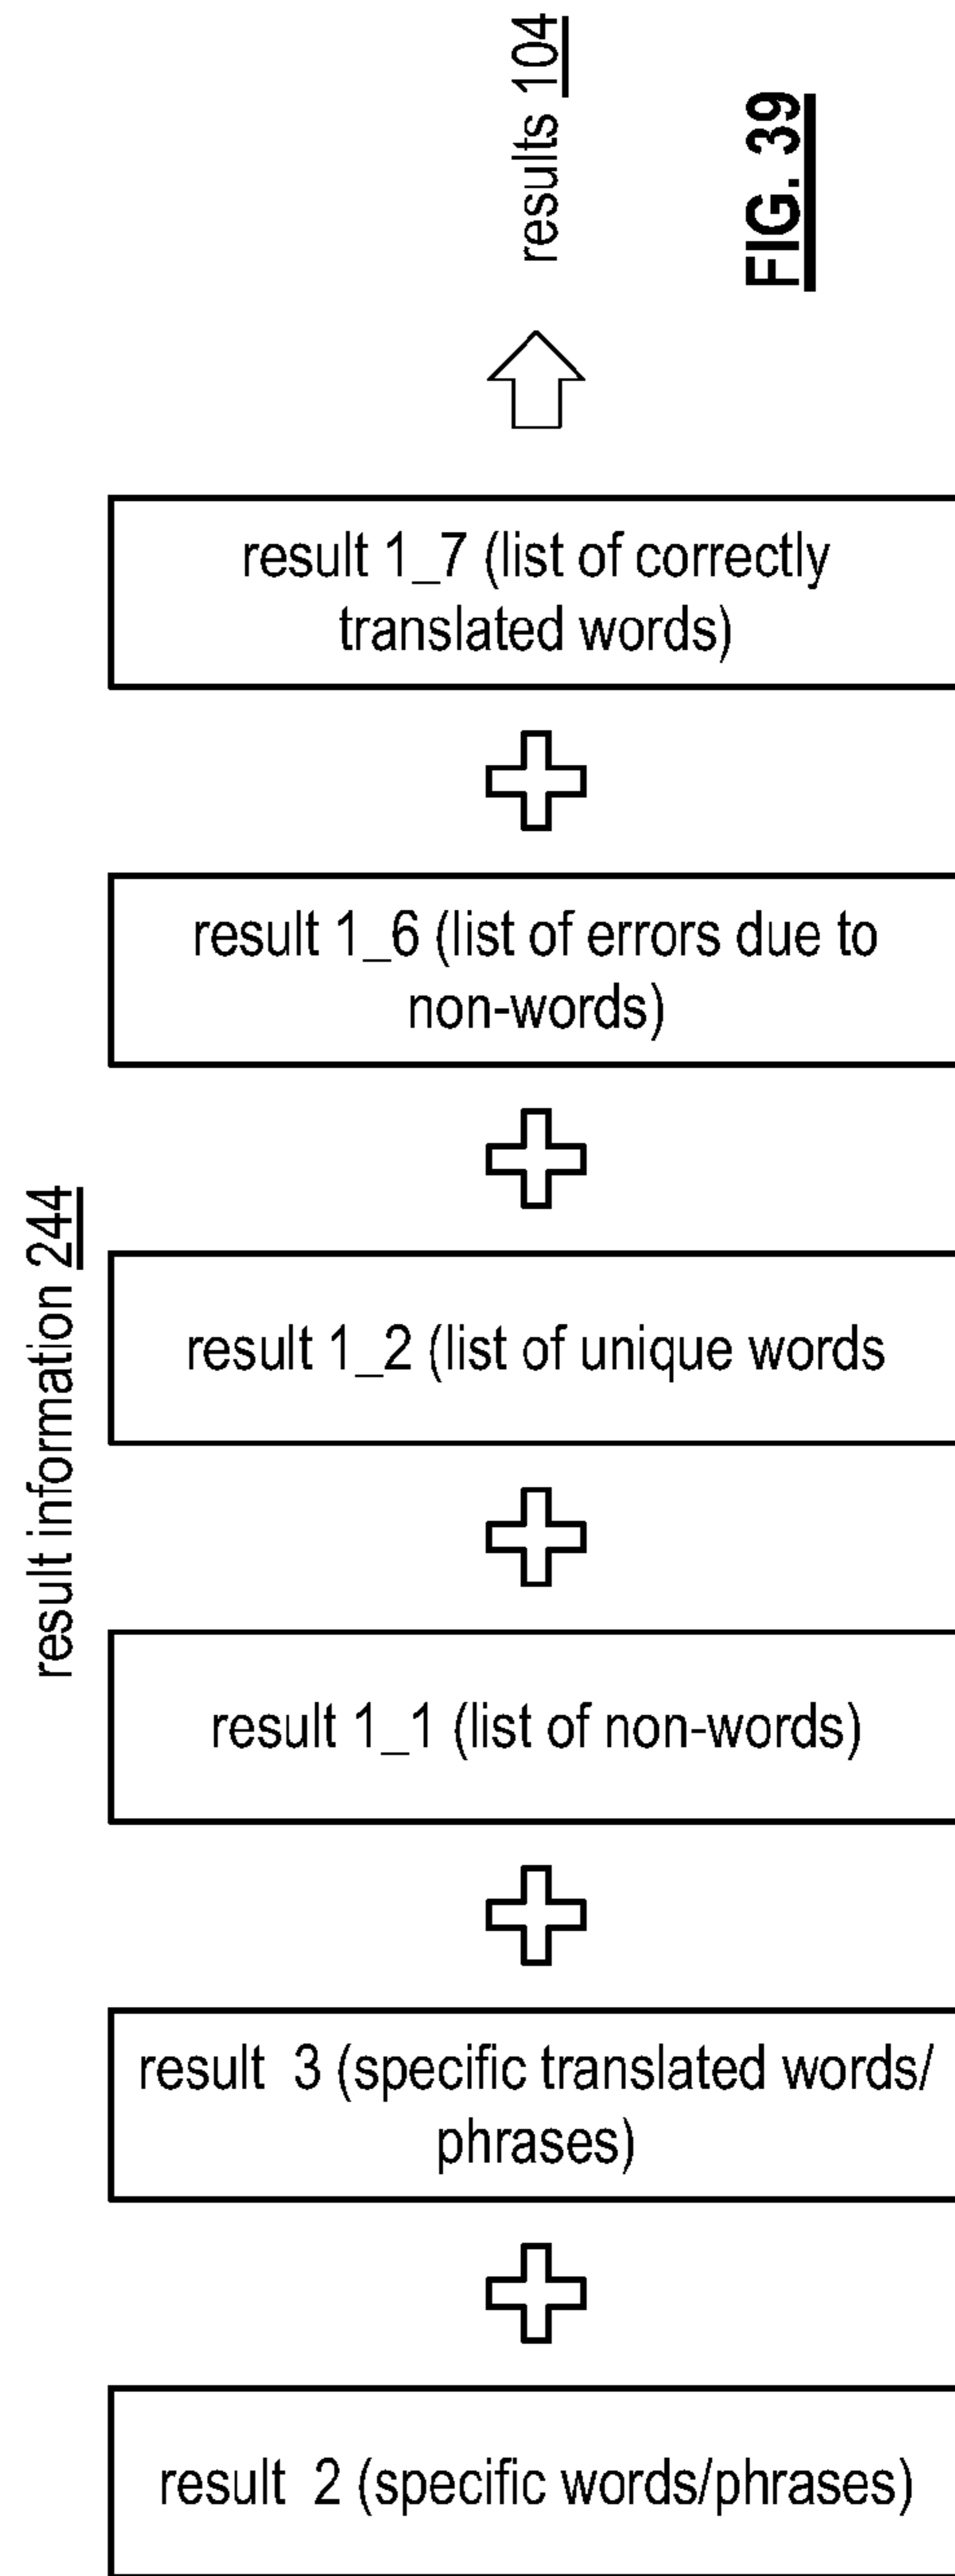 results 104
FIG. 39
result 1_7 (list of correctly
translated words)
result 1_6 (list of errors due to
non-words)
result information 244
result 1_2 (list of unique words
result 1_1 (list of non-words)
result 3 (specific translated words/
phrases)
result 2 (specific words/phrases)